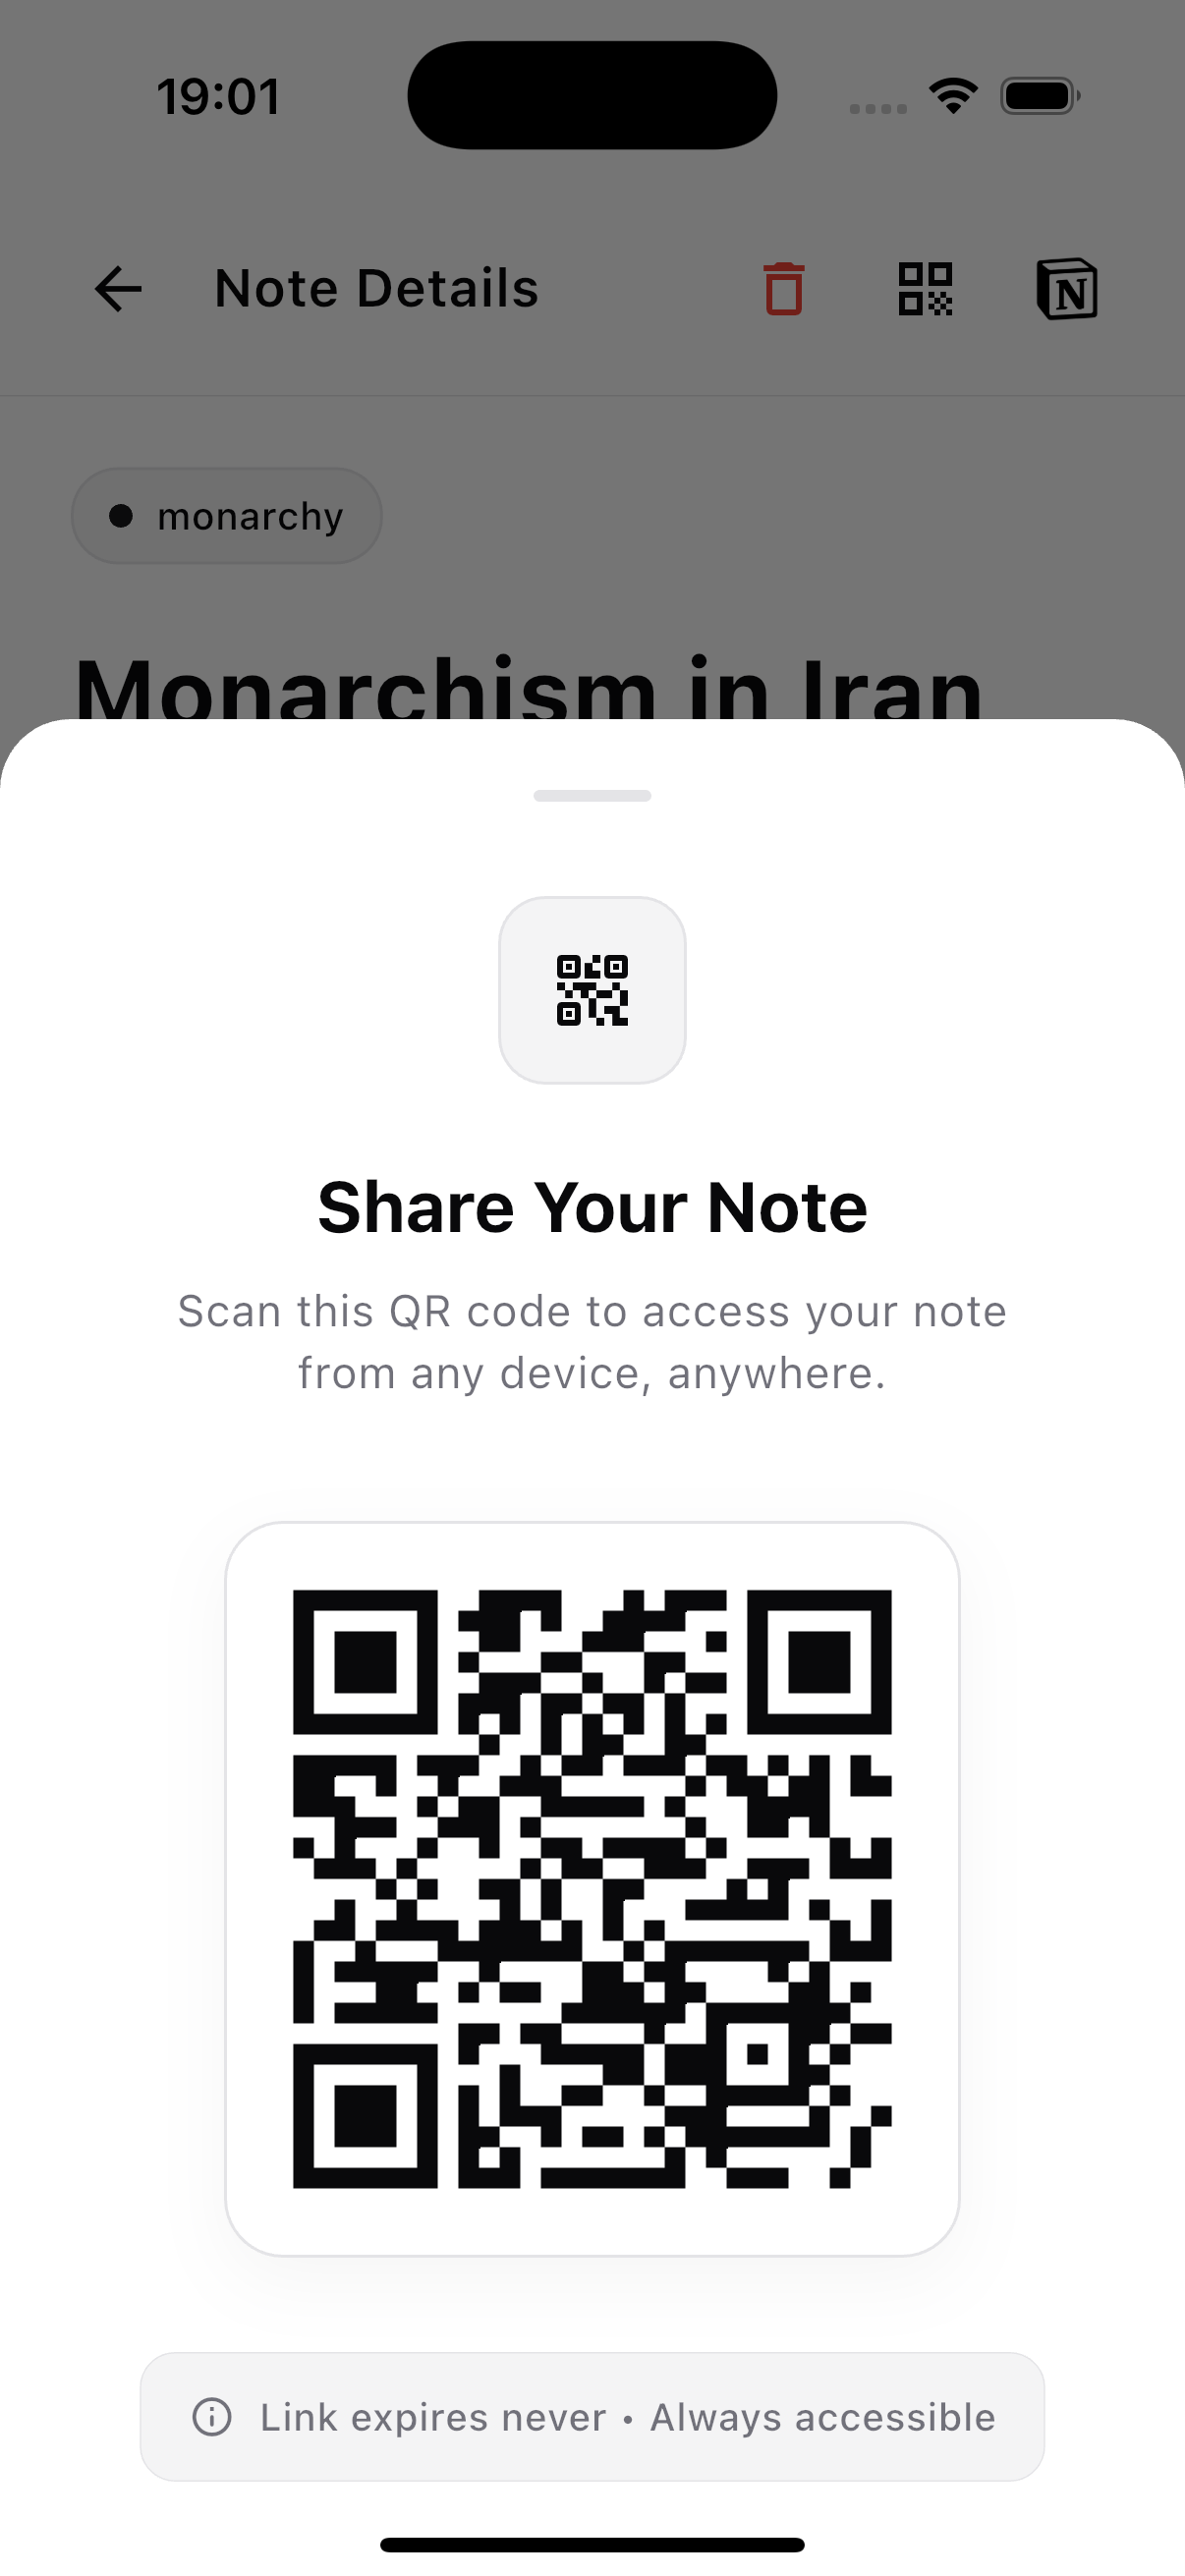 19:01
Note Details
N
monarchy
Monarchism in Iran
Share Your Note
Scan this QR code to access your note
from any device, anywhere.
Link expires never • Always accessible